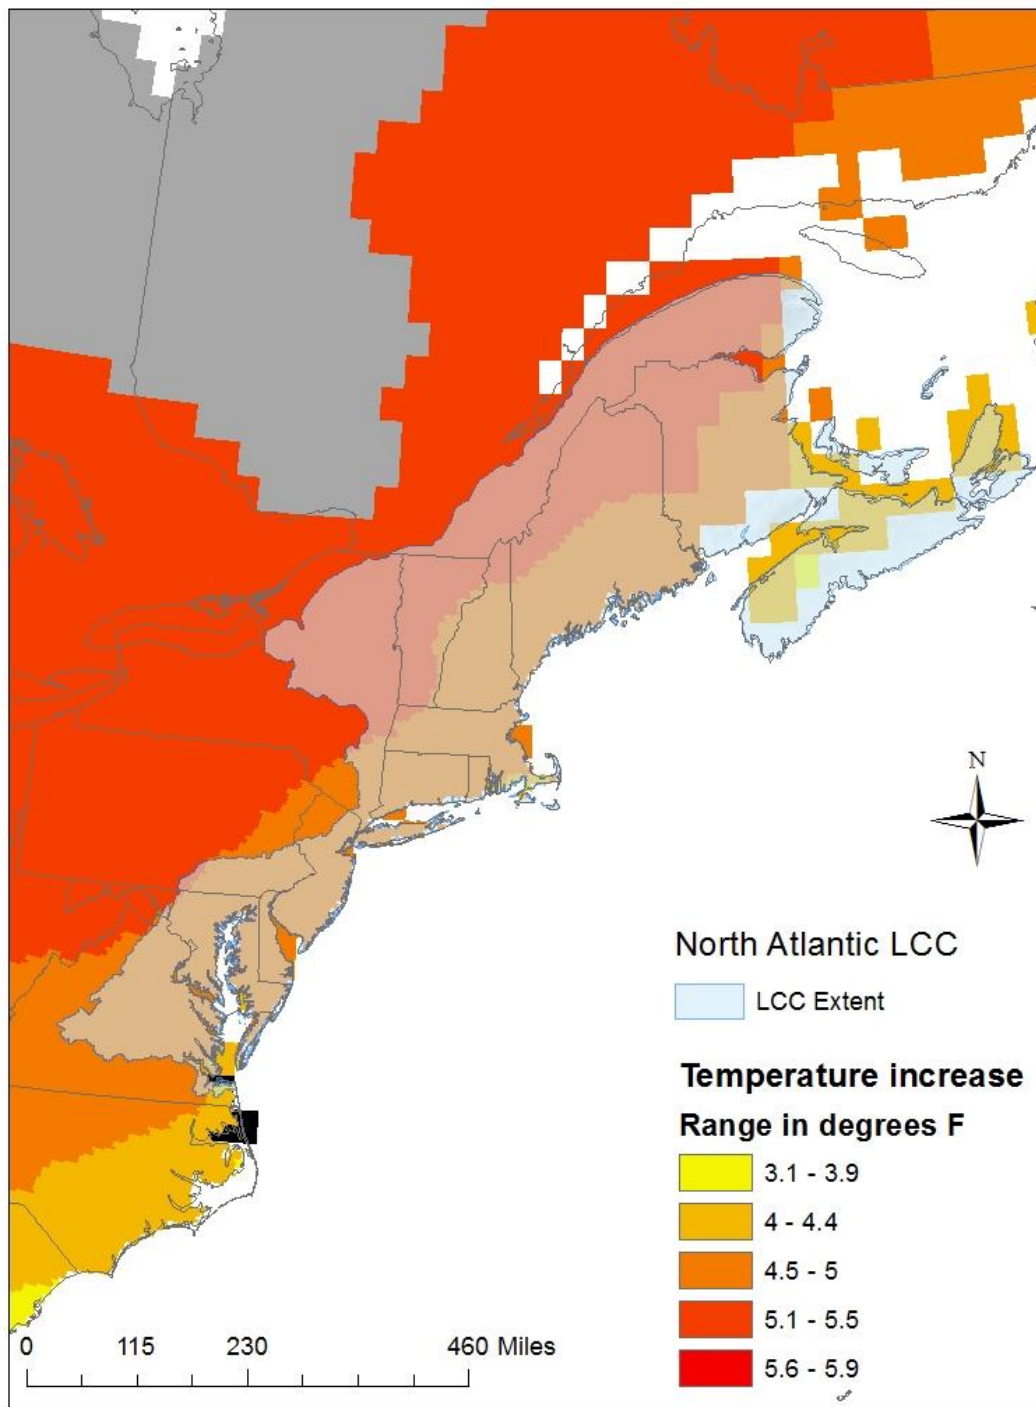 N
North Atlantic LCC
LCC Extent
Temperature increase
Range in degrees F
3.1 - 3.9
4 - 4.4
4.5 - 5
5.1 - 5.5
5.6 - 5.9
0 115 230 460 Miles